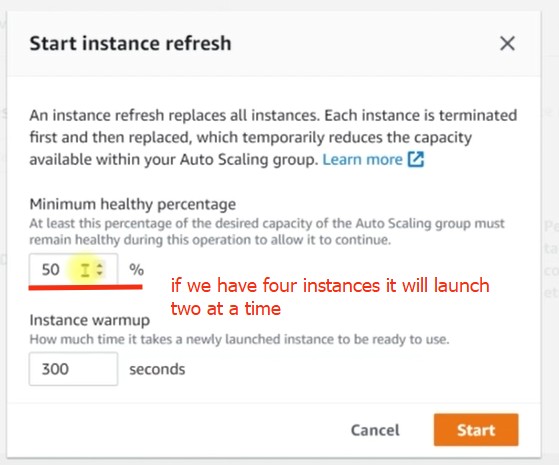 Start instance refresh
An instance refresh replaces all instances. Each instance is terminated
first and then replaced, which temporarily reduces the capacity
available within your Auto Scaling group. Learn more
Minimum healthy percentage
At least this percentage of the desired capacity of the Auto Scaling group must
remain healthy during this operation to allow it to continue.
50 %
if we have four instances it will launch
two at a time
Instance warmup
How much time it takes a newly launched instance to be ready to use.
300 seconds
Cancel Start